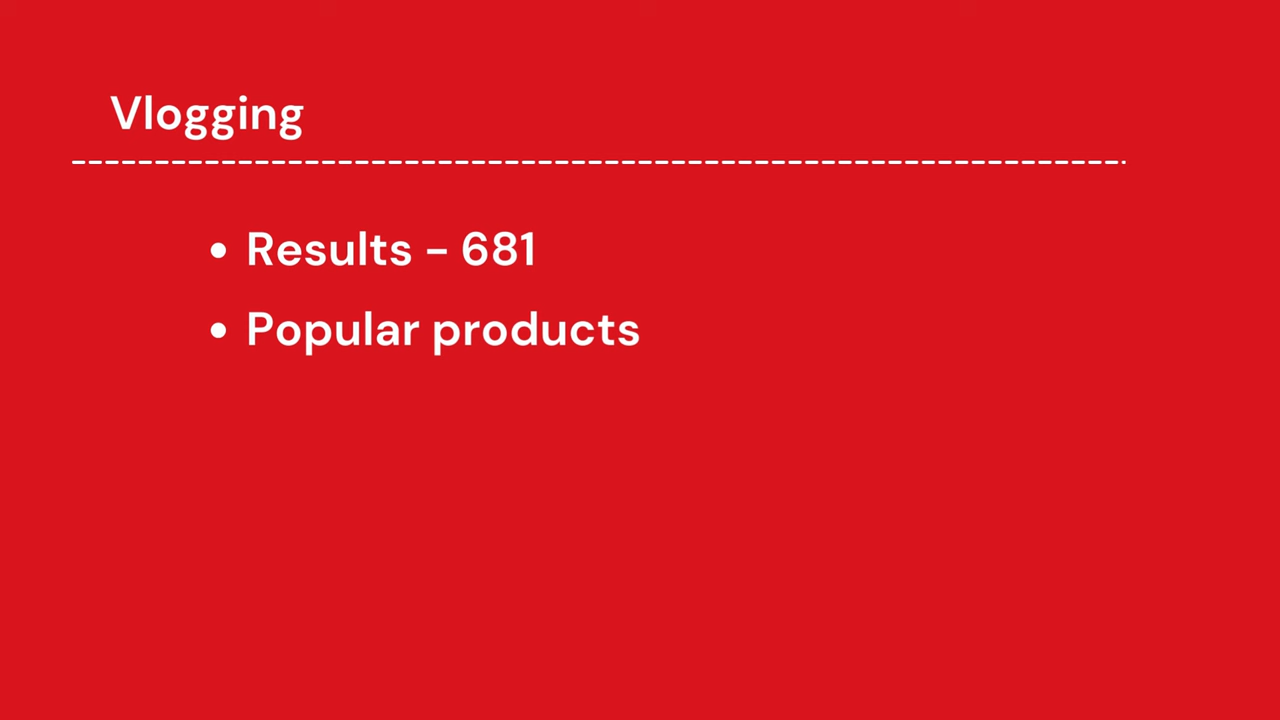 Vlogging
• Results - 681
• Popular products